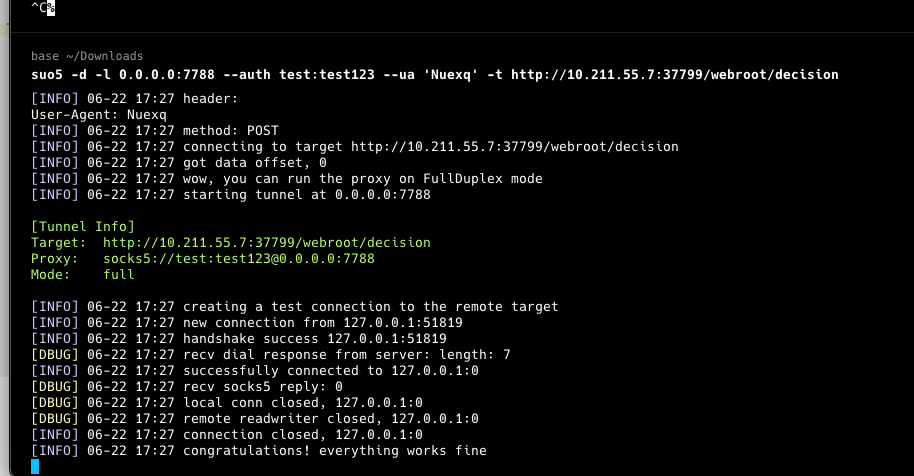 ^C%
base ~/Downloads
suo5 -d -l 0.0.0.0:7788 --auth test:test123 --ua 'Nuexq' -t http://10.211.55.7:37799/webroot/decision
[INFO] 06-22 17:27 header:
User-Agent: Nuexq
[INFO] 06-22 17:27 method: POST
[INFO] 06-22 17:27 connecting to target http://10.211.55.7:37799/webroot/decision
[INFO] 06-22 17:27 got data offset, 0
[INFO] 06-22 17:27 wow, you can run the proxy on FullDuplex mode
[INFO] 06-22 17:27 starting tunnel at 0.0.0.0:7788
[Tunnel Info]
Target:  http://10.211.55.7:37799/webroot/decision
Proxy:   socks5://test:test123@0.0.0.0:7788
Mode:    full
[INFO] 06-22 17:27 creating a test connection to the remote target
[INFO] 06-22 17:27 new connection from 127.0.0.1:51819
[INFO] 06-22 17:27 handshake success 127.0.0.1:51819
[DBUG] 06-22 17:27 recv dial response from server: length: 7
[INFO] 06-22 17:27 successfully connected to 127.0.0.1:0
[DBUG] 06-22 17:27 recv socks5 reply: 0
[DBUG] 06-22 17:27 local conn closed, 127.0.0.1:0
[DBUG] 06-22 17:27 remote readwriter closed, 127.0.0.1:0
[INFO] 06-22 17:27 connection closed, 127.0.0.1:0
[INFO] 06-22 17:27 congratulations! everything works fine